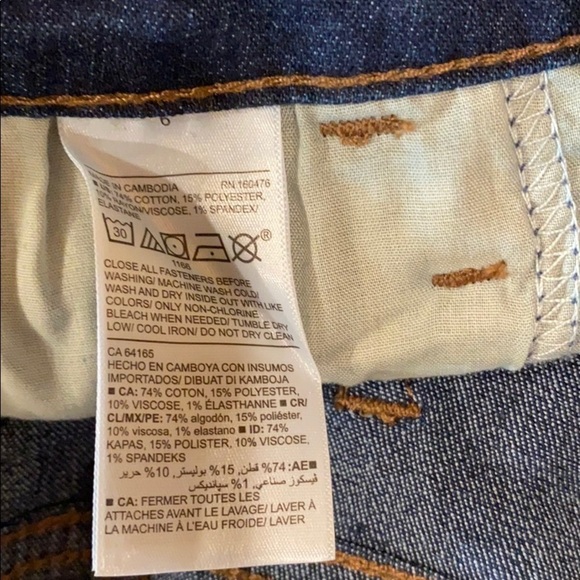 6
MADE IN CAMBODIA RN 160476
74% COTTON, 15% POLYESTER,
10% RAYON/VISCOSE, 1% SPANDEX/
ELASTANE
30 ®
1166
CLOSE ALL FASTENERS BEFORE
WASHING/ MACHINE WASH COLD/
WASH AND DRY INSIDE OUT WITH LIKE
COLORS/ ONLY NON-CHLORINE
BLEACH WHEN NEEDED/ TUMBLE DRY
LOW/ COOL IRON/ DO NOT DRY CLEAN
CA 64165
HECHO EN CAMBOYA CON INSUMOS
IMPORTADOS/ DIBUAT DI KAMBOJA
■ CA: 74% COTON, 15% POLYESTER,
10% VISCOSE, 1% ÉLASTHANNE ■ CR/
CL/MX/PE: 74% algodón, 15% poliéster,
10% viscosa, 1% elastano ■ ID: 74%
KAPAS, 15% POLISTER, 10% VISCOSE,
1% SPANDEKS
■ AE: 74% قطن, 15% بوليستر, 10% حرير
فيسكوز صناعي, 1% سپانديكس
■ CA: FERMER TOUTES LES
ATTACHES AVANT LE LAVAGE/ LAVER À
LA MACHINE À L'EAU FROIDE/ LAVER